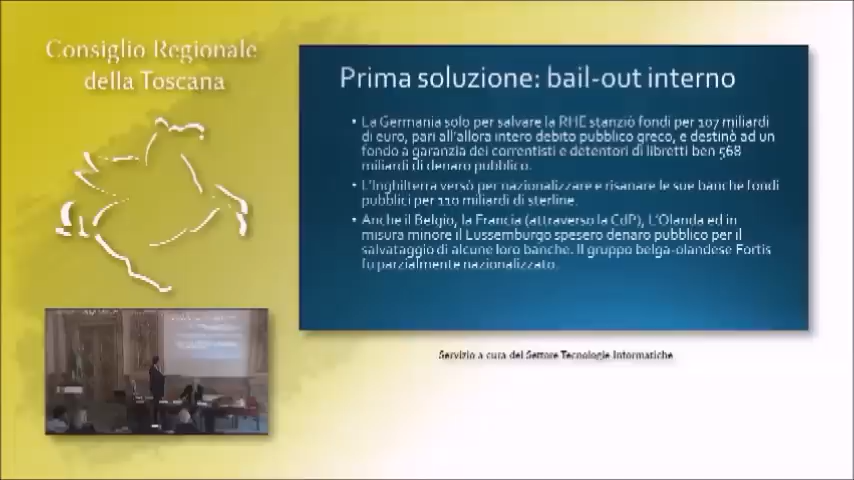 Consiglio Regionale
della Toscana
Prima soluzione: bail-out interno
• La Germania solo per salvare la RHE stanziò fondi per 107 miliardi
di euro, pari all'allora intero debito pubblico greco, e destinò ad un
fondo a garanzia dei correntisti e detentori di libretti ben 568
miliardi di denaro pubblico.
• L'Inghilterra versò per nazionalizzare e risanare le sue banche fondi
pubblici per 110 miliardi di sterline.
• Anche il Belgio, la Francia (attraverso la CdP), L'Olanda ed in
misura minore il Lussemburgo spesero denaro pubblico per il
salvataggio di alcune loro banche. Il gruppo belga-olandese Fortis
fu parzialmente nazionalizzato.
Servizio a cura del Settore Tecnologie Informatiche